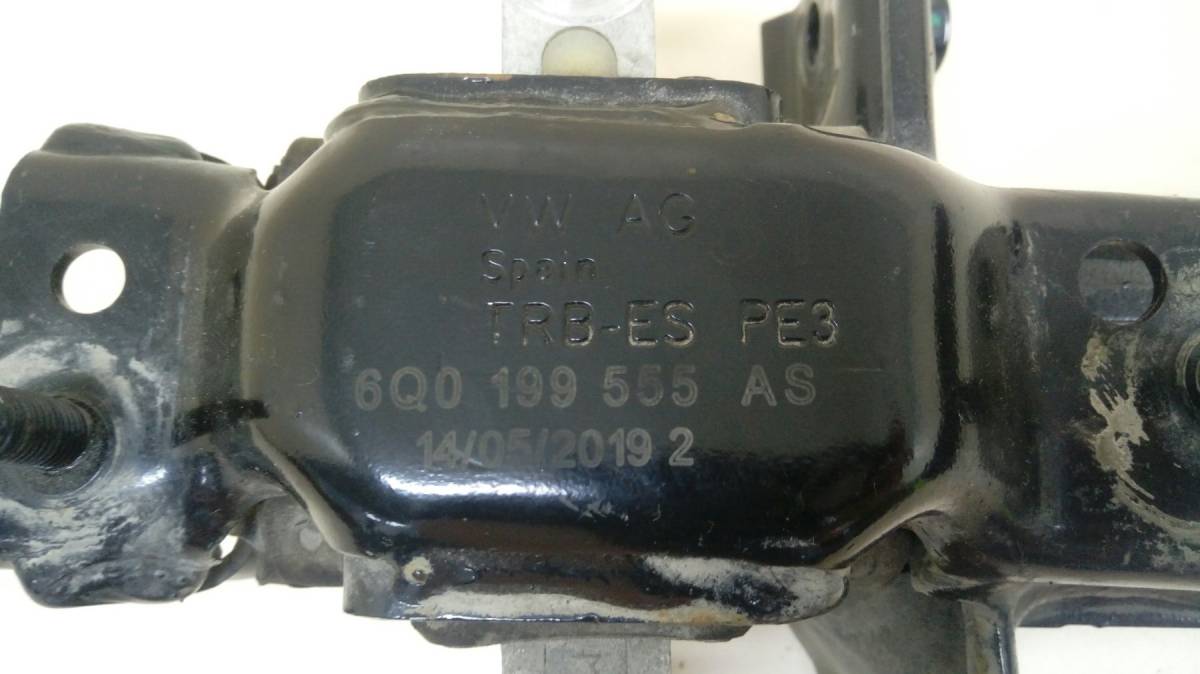 VW AG
Spain
TRB-ES PE3
6Q0 199 555 AS
14/05/2019 2